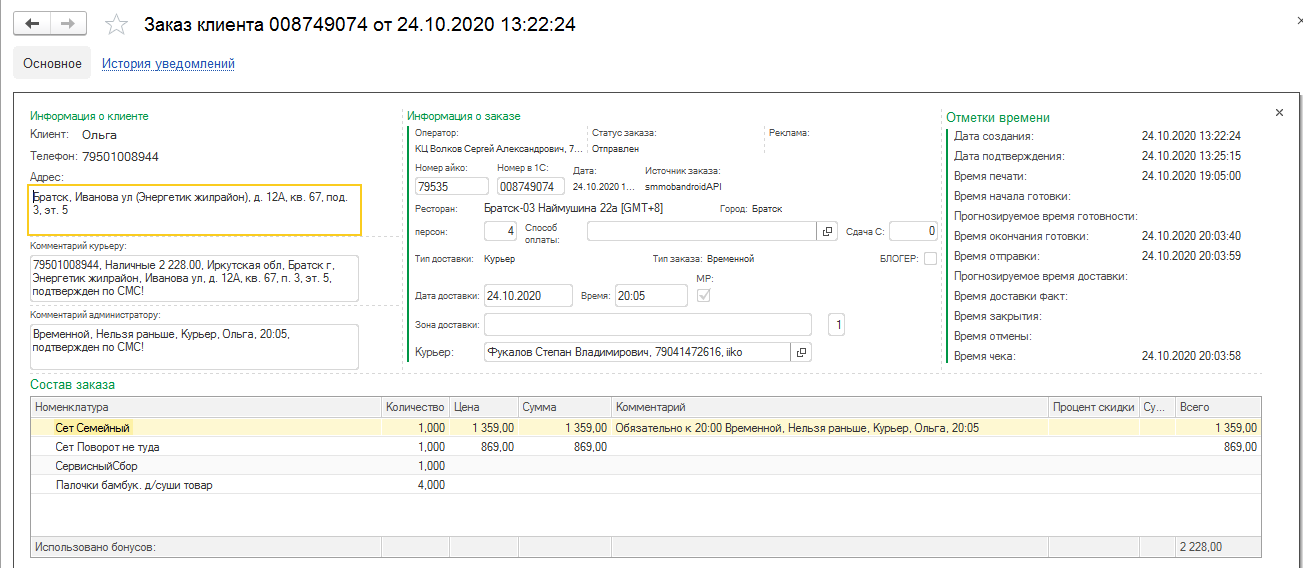 Заказ клиента 008749074 от 24.10.2020 13:22:24
Основное История уведомлений
Информация о клиенте
Клиент: Ольга
Телефон: 79501008944
Адрес:
Братск, Иванова ул (Энергетик жилрайон), д. 12А, кв. 67, под.
3, эт. 5
Комментарий курьеру:
79501008944, Наличные 2 228.00, Иркутская обл, Братск г,
Энергетик жилрайон, Иванова ул, д. 12А, кв. 67, п. 3, эт. 5,
подтвержден по СМС!
Комментарий администратору:
Временной, Нельзя раньше, Курьер, Ольга, 20:05,
подтвержден по СМС!
Информация о заказе
Оператор: Статус заказа: Реклама:
КЦ Волков Сергей Александрович, 7... Отправлен
Номер айко: Номер в 1С: Дата: Источник заказа:
79535 008749074 24.10.2020 1... smmobandroidAPI
Ресторан: Братск-03 Наймушина 22а [GMT+8] Город: Братск
персон: 4 Способ оплаты: Сдача С: 0
Тип доставки: Курьер Тип заказа: Временной БЛОГЕР:
МР:
Дата доставки: 24.10.2020 Время: 20:05
Зона доставки: 1
Курьер: Фукалов Степан Владимирович, 79041472616, iiko
Отметки времени
Дата создания: 24.10.2020 13:22:24
Дата подтверждения: 24.10.2020 13:25:15
Время печати: 24.10.2020 19:05:00
Время начала готовки:
Прогнозируемое время готовности:
Время окончания готовки: 24.10.2020 20:03:40
Время отправки: 24.10.2020 20:03:59
Прогнозируемое время доставки:
Время доставки факт:
Время закрытия:
Время отмены:
Время чека: 24.10.2020 20:03:58
Состав заказа
Номенклатура Количество Цена Сумма Комментарий Процент скидки Су... Всего
Сет Семейный 1,000 1 359,00 1 359,00 Обязательно к 20:00 Временной, Нельзя раньше, Курьер, Ольга, 20:05 1 359,00
Сет Поворот не туда 1,000 869,00 869,00 869,00
СервисныйСбор 1,000
Палочки бамбук. д/суши товар 4,000
Использовано бонусов: 2 228,00